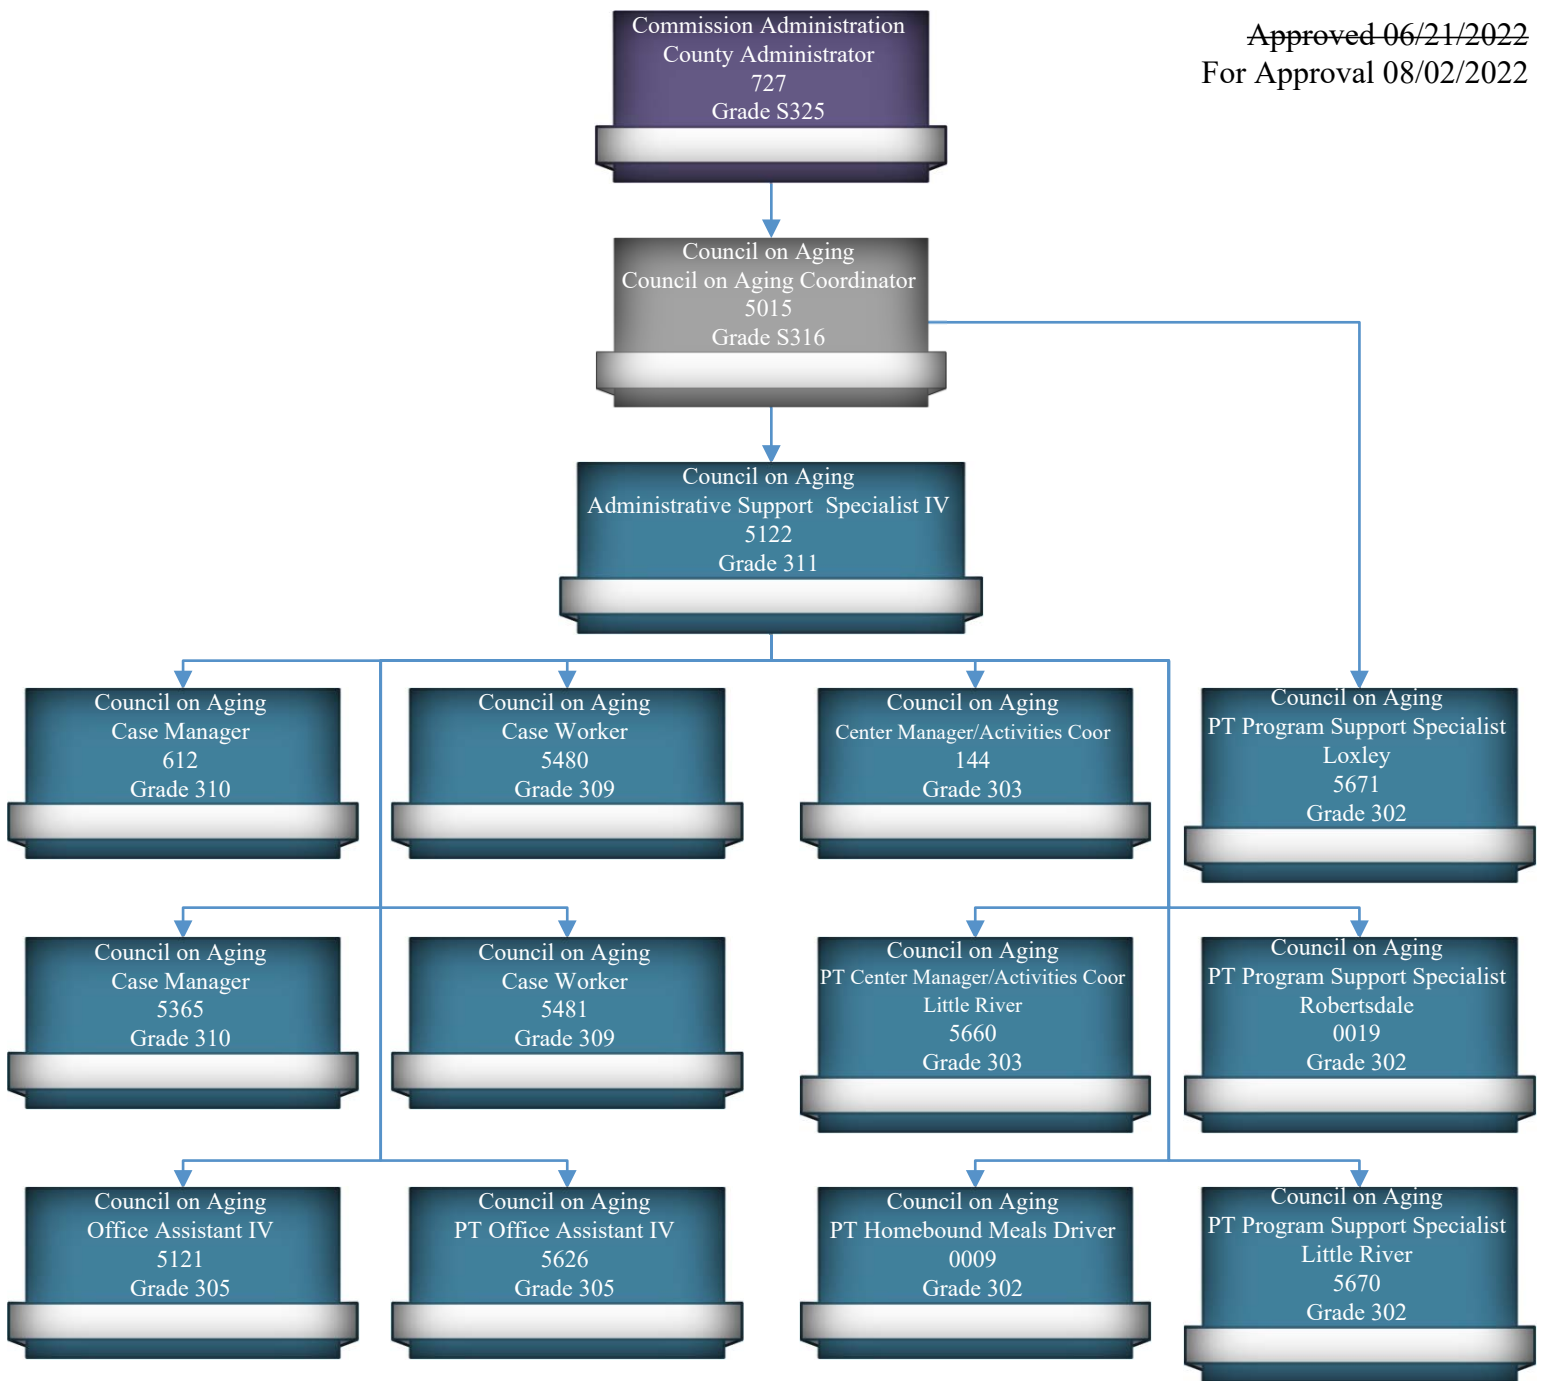 Approved 06/21/2022
For Approval 08/02/2022
Commission Administration
County Administrator
727
Grade S325
Council on Aging
Council on Aging Coordinator
5015
Grade S316
Council on Aging
Administrative Support  Specialist IV
5122
Grade 311
Council on Aging
Case Manager
612
Grade 310
Council on Aging
Case Worker
5480
Grade 309
Council on Aging
Center Manager/Activities Coor
144
Grade 303
Council on Aging
PT Program Support Specialist
Loxley
5671
Grade 302
Council on Aging
Case Manager
5365
Grade 310
Council on Aging
Case Worker
5481
Grade 309
Council on Aging
PT Center Manager/Activities Coor
Little River
5660
Grade 303
Council on Aging
PT Program Support Specialist
Robertsdale
0019
Grade 302
Council on Aging
Office Assistant IV
5121
Grade 305
Council on Aging
PT Office Assistant IV
5626
Grade 305
Council on Aging
PT Homebound Meals Driver
0009
Grade 302
Council on Aging
PT Program Support Specialist
Little River
5670
Grade 302